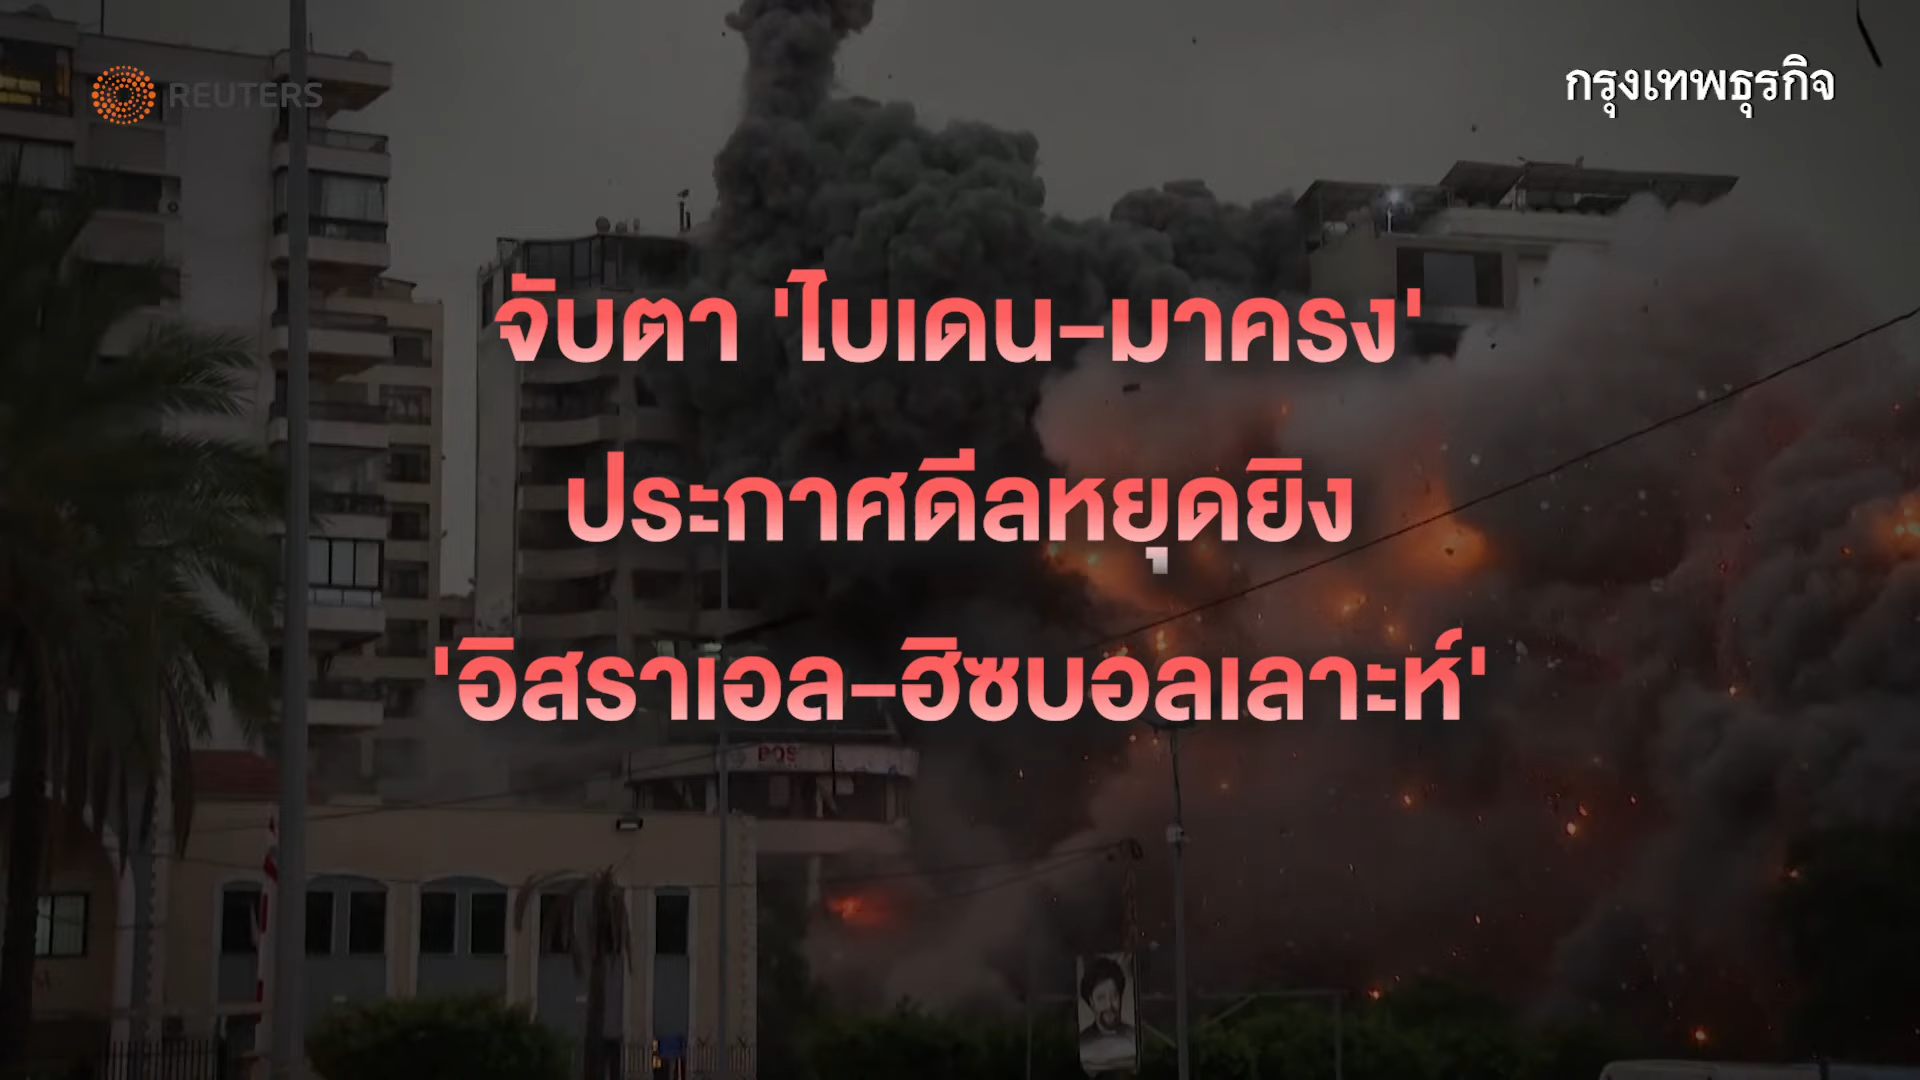 REUTERS
กรุงเทพธุรกิจ
จับตา 'ไบเดน-มาครง'
ประกาศดีลหยุดยิง
'อิสราเอล-ฮิซบอลเลาะห์'